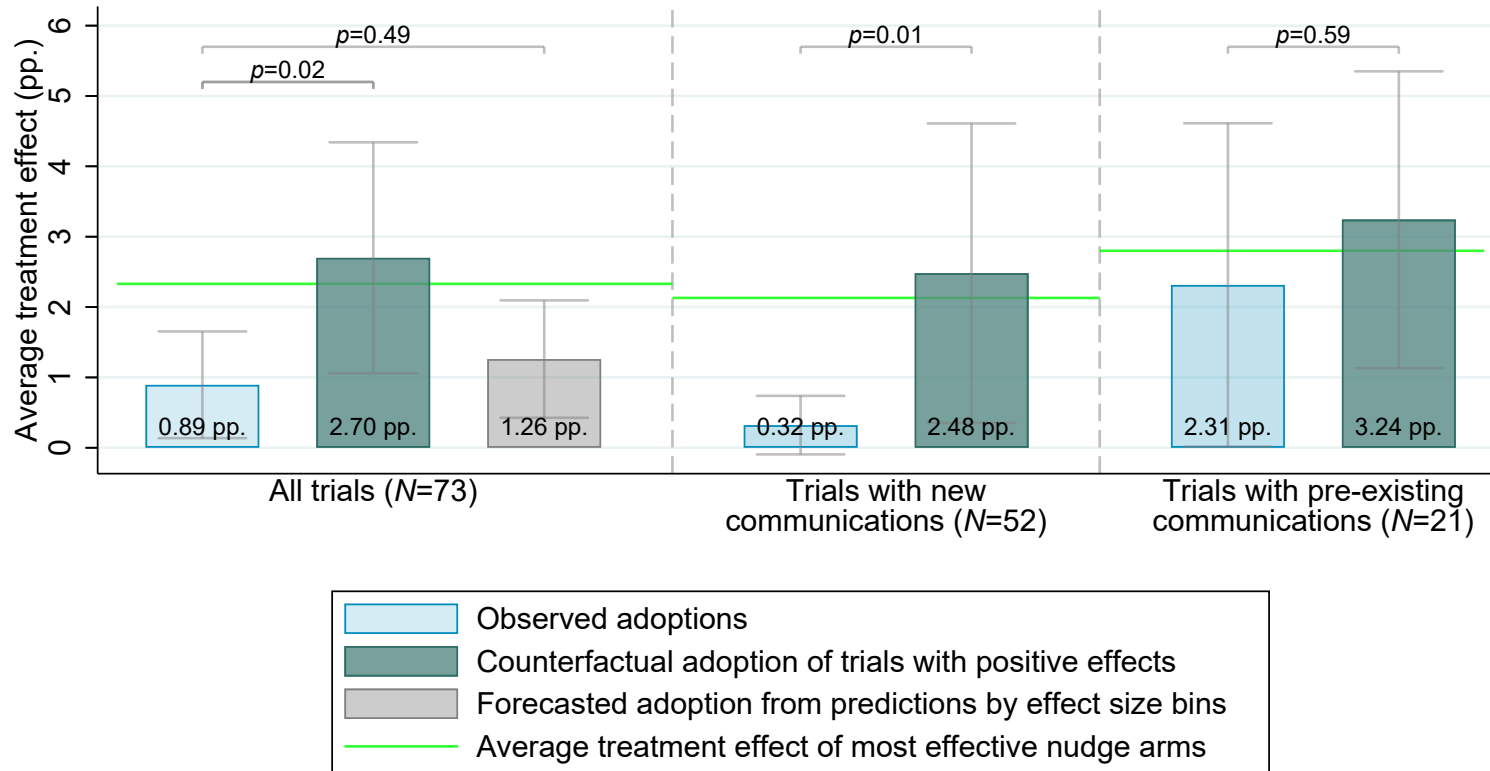 Average treatment effect (pp.)
6
5
4
3
2
1
0
p=0.49
p=0.02
p=0.01
p=0.59
0.89 pp.
2.70 pp.
1.26 pp.
0.32 pp.
2.48 pp.
2.31 pp.
3.24 pp.
All trials (N=73)
Trials with new
communications (N=52)
Trials with pre-existing
communications (N=21)
Observed adoptions
Counterfactual adoption of trials with positive effects
Forecasted adoption from predictions by effect size bins
Average treatment effect of most effective nudge arms